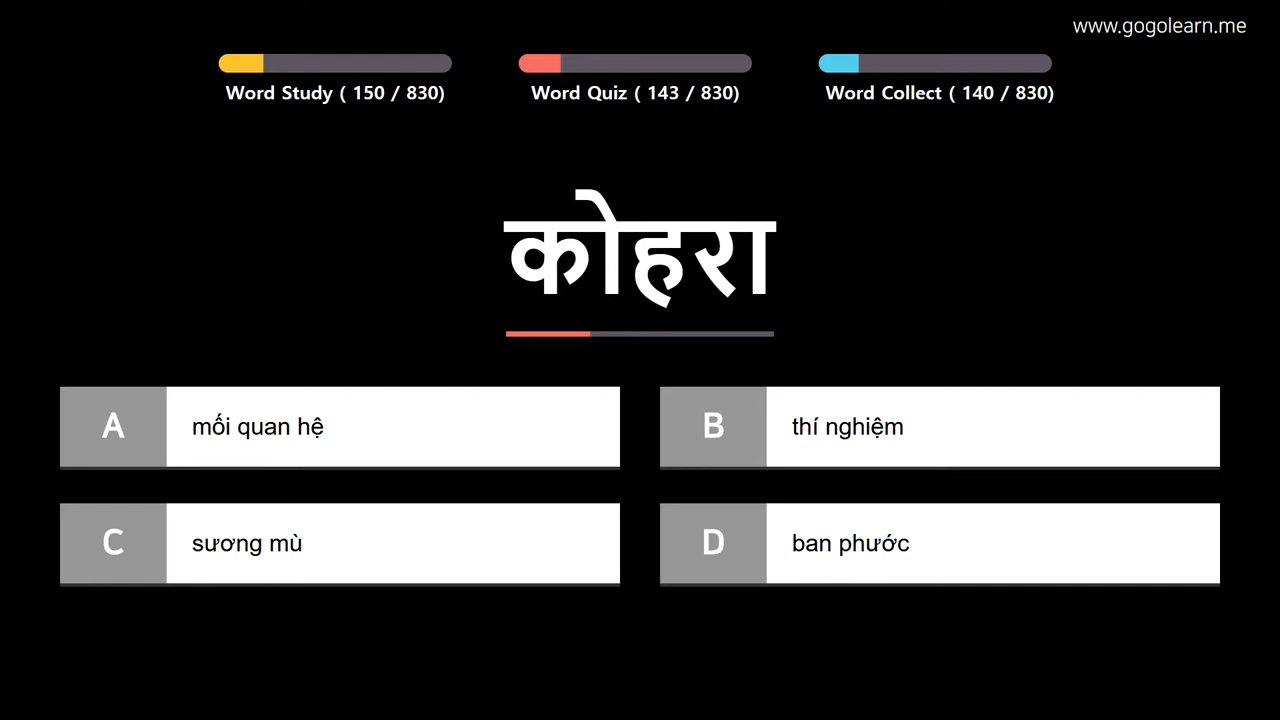 www.gogolearn.me
Word Study ( 150 / 830)
Word Quiz ( 143 / 830)
Word Collect ( 140 / 830)
कोहरा
A mối quan hệ
B thí nghiệm
C sương mù
D ban phước